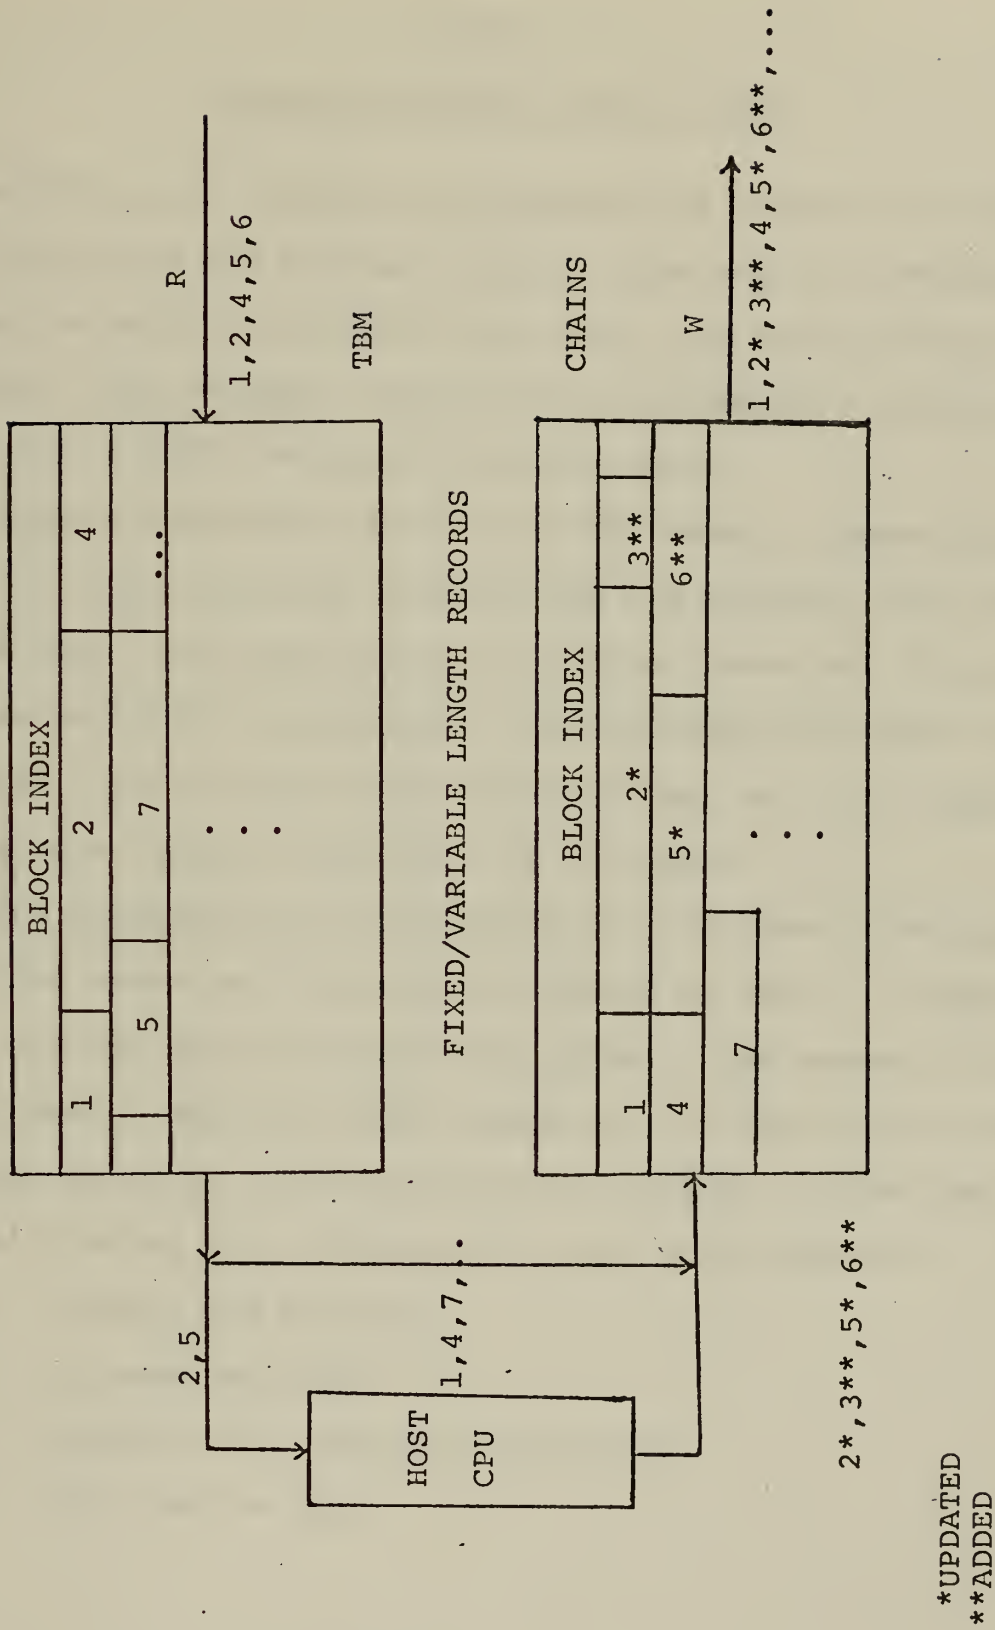 BLOCK INDEX
1 2 4
5 7 ...
R
1,2,4,5,6
TBM
2,5
HOST
CPU
1,4,7,..
FIXED/VARIABLE LENGTH RECORDS
CHAINS
BLOCK INDEX
1 2* 3**
4 5* 6**
7
W
1,2*,3**,4,5*,6**,...
2*,3**,5*,6**
*UPDATED
**ADDED